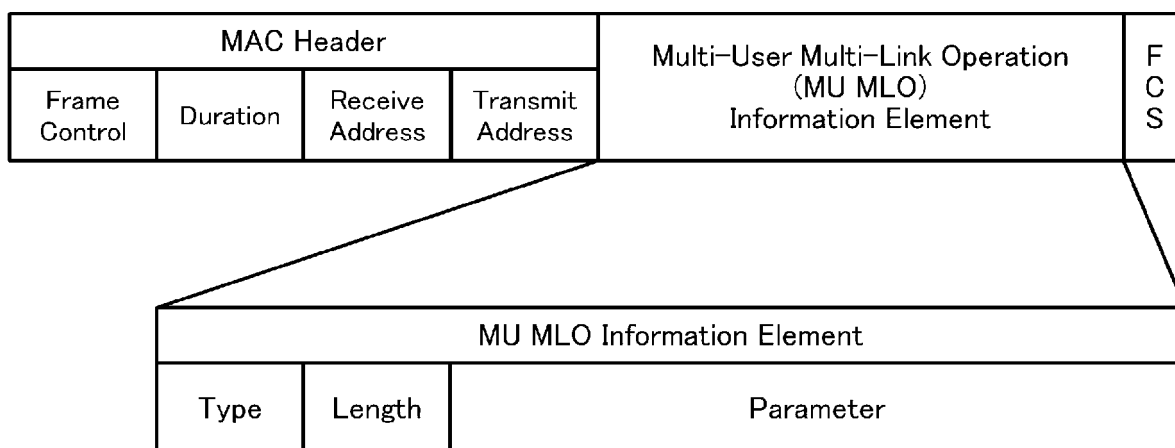 MAC Header
Frame
Control
Duration
Receive
Address
Transmit
Address
Multi-User Multi-Link Operation
(MU MLO)
Information Element
F
C
S
MU MLO Information Element
Type
Length
Parameter